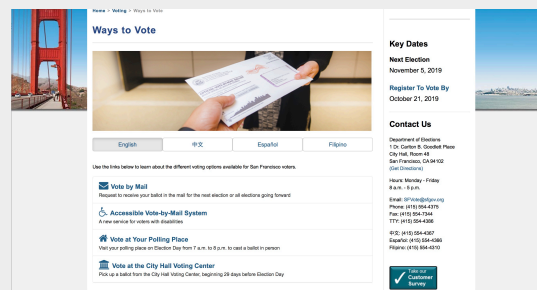 Home > Voting > Ways to Vote
Ways to Vote
English
中文
Español
Filipino
Use the links below to learn about the different voting options available for San Francisco voters.
Vote by Mail
Request to receive your ballot in the mail for the next election or all elections going forward
Accessible Vote-by-Mail System
A new service for voters with disabilities
Vote at Your Polling Place
Visit your polling place on Election Day from 7 a.m. to 8 p.m. to cast a ballot in person
Vote at the City Hall Voting Center
Pick up a ballot from the City Hall Voting Center, beginning 29 days before Election Day
Key Dates
Next Election
November 5, 2019
Register To Vote By
October 21, 2019
Contact Us
Department of Elections
1 Dr. Carlton B. Goodlett Place
City Hall, Room 48
San Francisco, CA 94102
(Get Directions)
Hours: Monday - Friday
8 a.m. - 5 p.m.
Email: SFVote@sfgov.org
Phone: (415) 554-4375
Fax: (415) 554-7344
TTY: (415) 554-4386
中文: (415) 554-4367
Español: (415) 554-4366
Filipino: (415) 554-4310
Take our
Customer
Survey